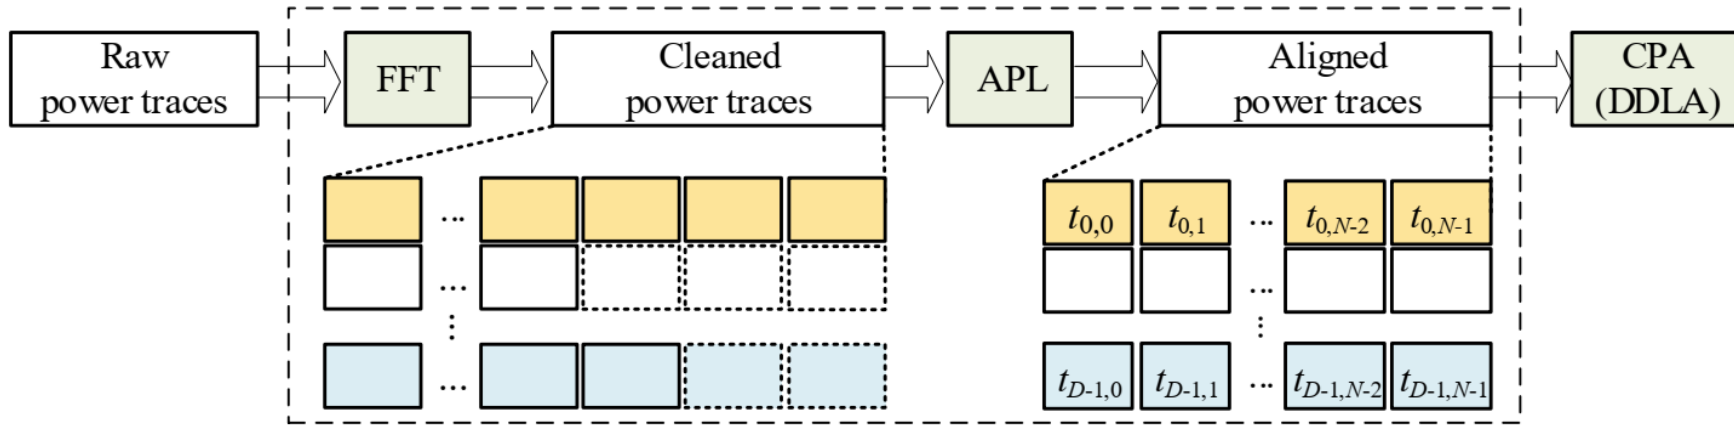 Raw
power traces
FFT
Cleaned
power traces
APL
Aligned
power traces
CPA
(DDLA)
... t0,0 t0,1 ... t0,N-2 t0,N-1
... ...
⋮ ⋮
... tD-1,0 tD-1,1 ... tD-1,N-2 tD-1,N-1